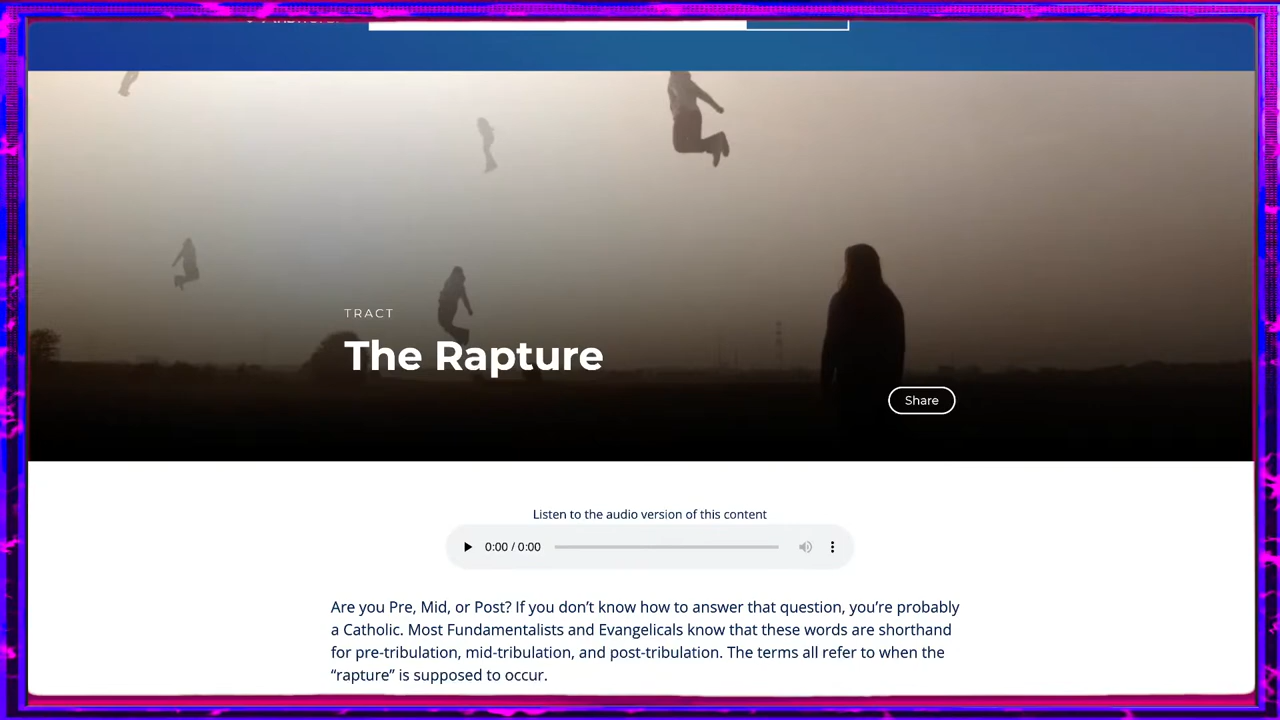 TRACT
The Rapture
Share
Listen to the audio version of this content
0:00 / 0:00
Are you Pre, Mid, or Post? If you don’t know how to answer that question, you’re probably
a Catholic. Most Fundamentalists and Evangelicals know that these words are shorthand
for pre-tribulation, mid-tribulation, and post-tribulation. The terms all refer to when the
“rapture” is supposed to occur.